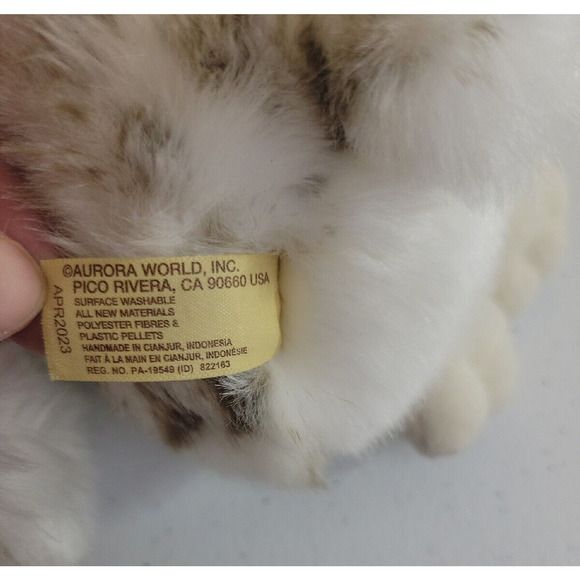 ©AURORA WORLD, INC.
PICO RIVERA, CA 90660 USA
SURFACE WASHABLE
ALL NEW MATERIALS
POLYESTER FIBRES &
PLASTIC PELLETS
HANDMADE IN CIANJUR, INDONESIA
FAIT À LA MAIN EN CIANJUR, INDONÉSIE
REG. NO. PA-19549 (ID) 822163
APR2023